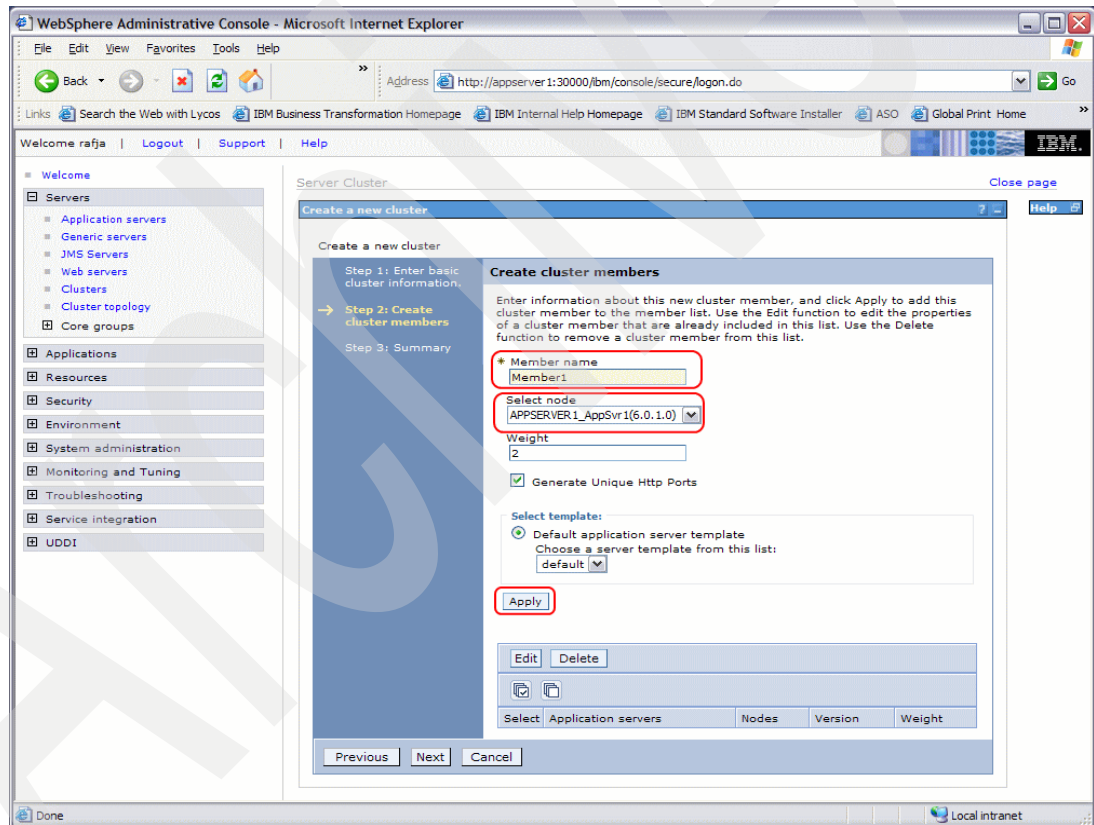 WebSphere Administrative Console - Microsoft Internet Explorer
File Edit View Favorites Tools Help
Back » Address http://appserver1:30000/ibm/console/secure/logon.do Go
Links Search the Web with Lycos IBM Business Transformation Homepage IBM Internal Help Homepage IBM Standard Software Installer ASO Global Print Home »
Welcome rafja | Logout | Support | Help IBM.
Welcome
Servers
Application servers
Generic servers
JMS Servers
Web servers
Clusters
Cluster topology
Core groups
Applications
Resources
Security
Environment
System administration
Monitoring and Tuning
Troubleshooting
Service integration
UDDI
Server Cluster Close page
Create a new cluster ? _ Help
Create a new cluster
Step 1: Enter basic
cluster information.
→ Step 2: Create
cluster members
Step 3: Summary
Create cluster members
Enter information about this new cluster member, and click Apply to add this
cluster member to the member list. Use the Edit function to edit the properties
of a cluster member that are already included in this list. Use the Delete
function to remove a cluster member from this list.
* Member name
Member1
Select node
APPSERVER1_AppSvr1(6.0.1.0)
Weight
2
Generate Unique Http Ports
Select template:
Default application server template
Choose a server template from this list:
default
Apply
Edit Delete
Select Application servers Nodes Version Weight
Previous Next Cancel
Done Local intranet